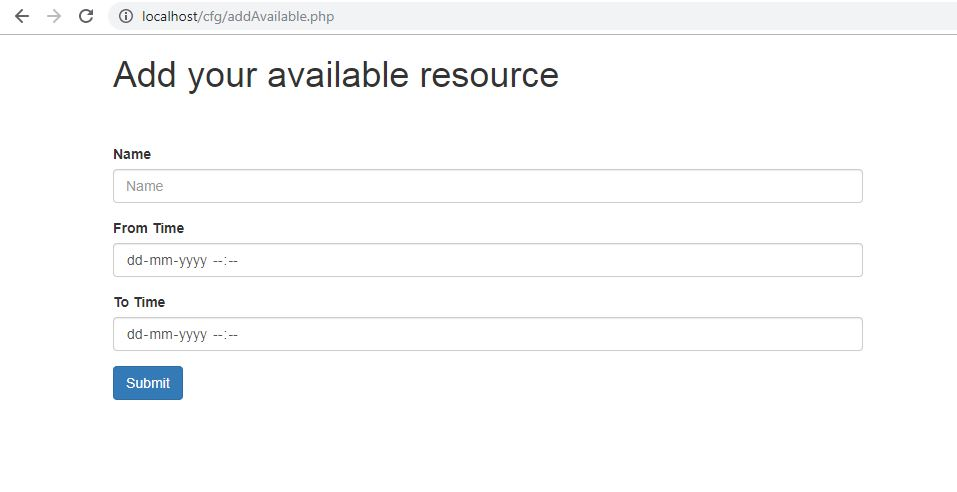 localhost/cfg/addAvailable.php
Add your available resource
Name
Name
From Time
dd-mm-yyyy --:--
To Time
dd-mm-yyyy --:--
Submit